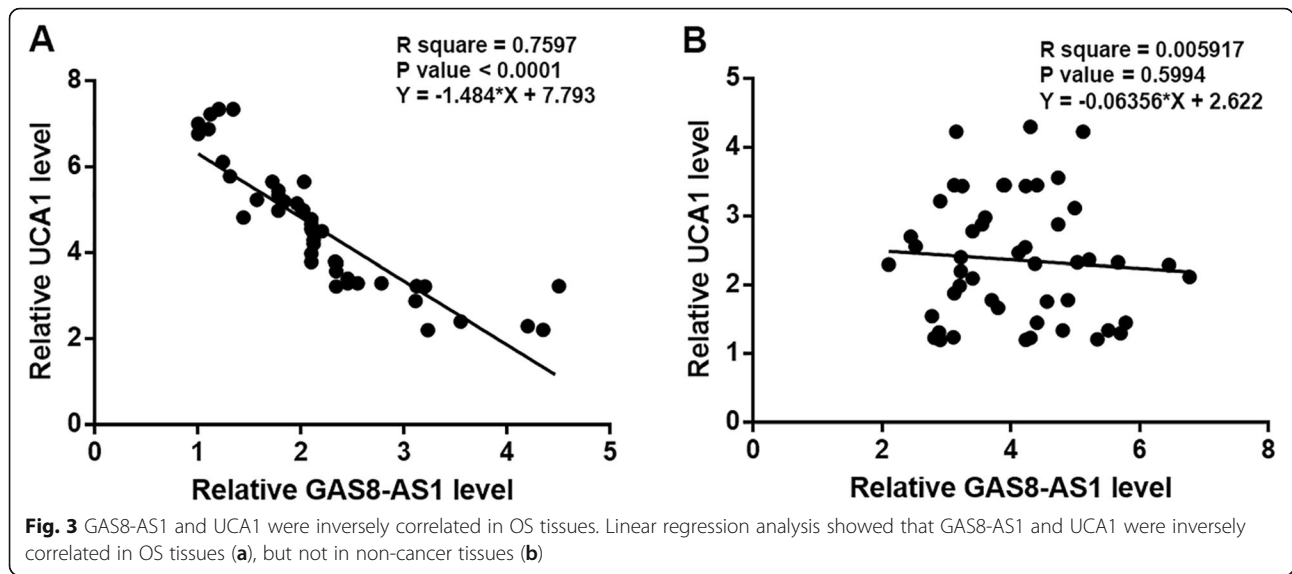 A
R square = 0.7597
P value < 0.0001
Y = -1.484*X + 7.793
8
6
4
2
0
Relative UCA1 level
0 1 2 3 4 5
Relative GAS8-AS1 level
B
R square = 0.005917
P value = 0.5994
Y = -0.06356*X + 2.622
5
4
3
2
1
0
Relative UCA1 level
0 2 4 6 8
Relative GAS8-AS1 level
Fig. 3 GAS8-AS1 and UCA1 were inversely correlated in OS tissues. Linear regression analysis showed that GAS8-AS1 and UCA1 were inversely
correlated in OS tissues (a), but not in non-cancer tissues (b)